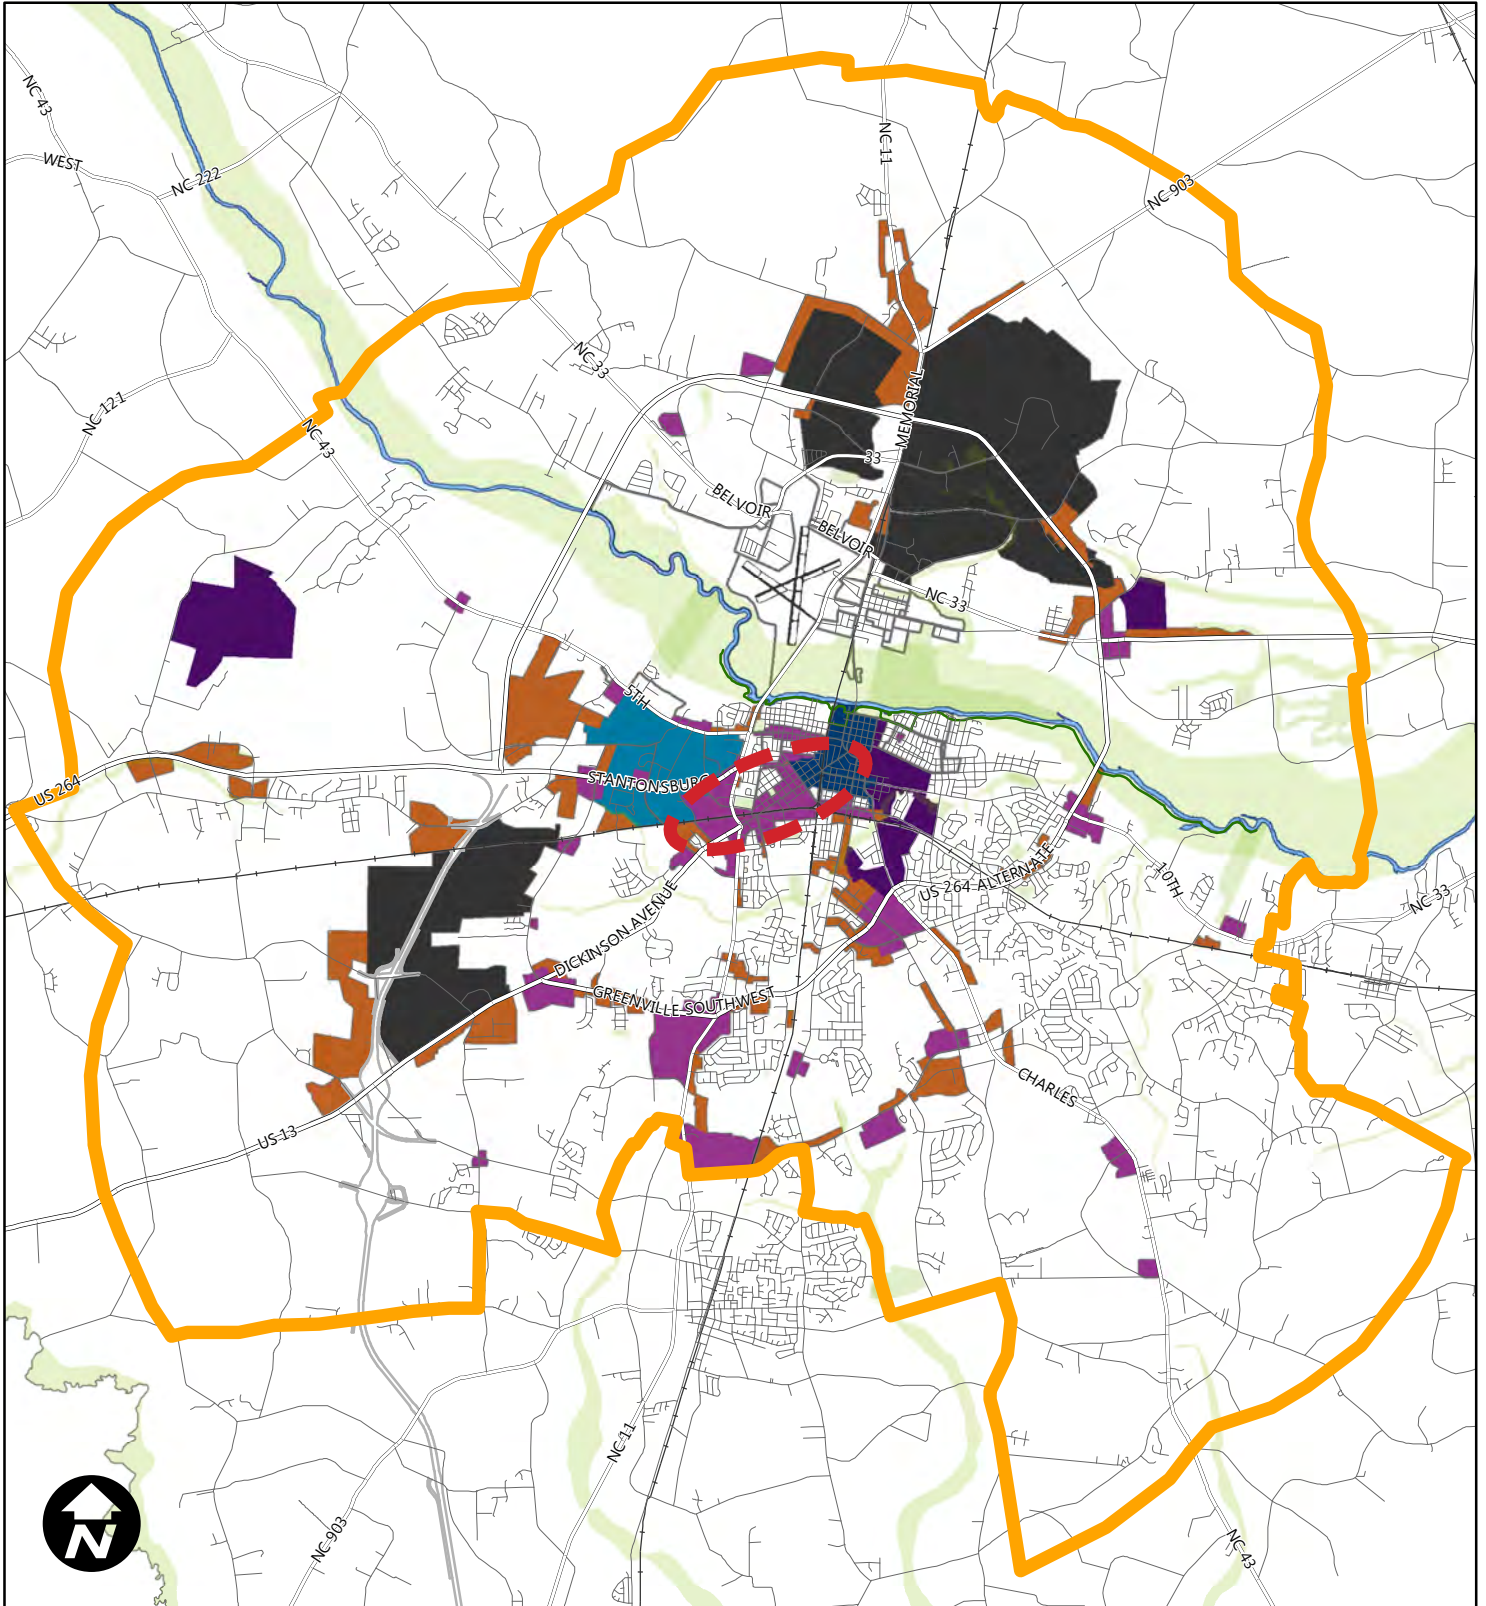 NC 43
WEST
NC 222
NC 11
NC 903
NC 121
NC 43
NC 33
MEMORIAL
33
BELVOIR
BELVOIR
NC 33
5TH
STANTONSBURG
US 264
US 264 ALTERNATE
10TH
NC 33
DICKINSON AVENUE
GREENVILLE SOUTHWEST
CHARLES
US 13
NC 11
NC 903
NC 43
N